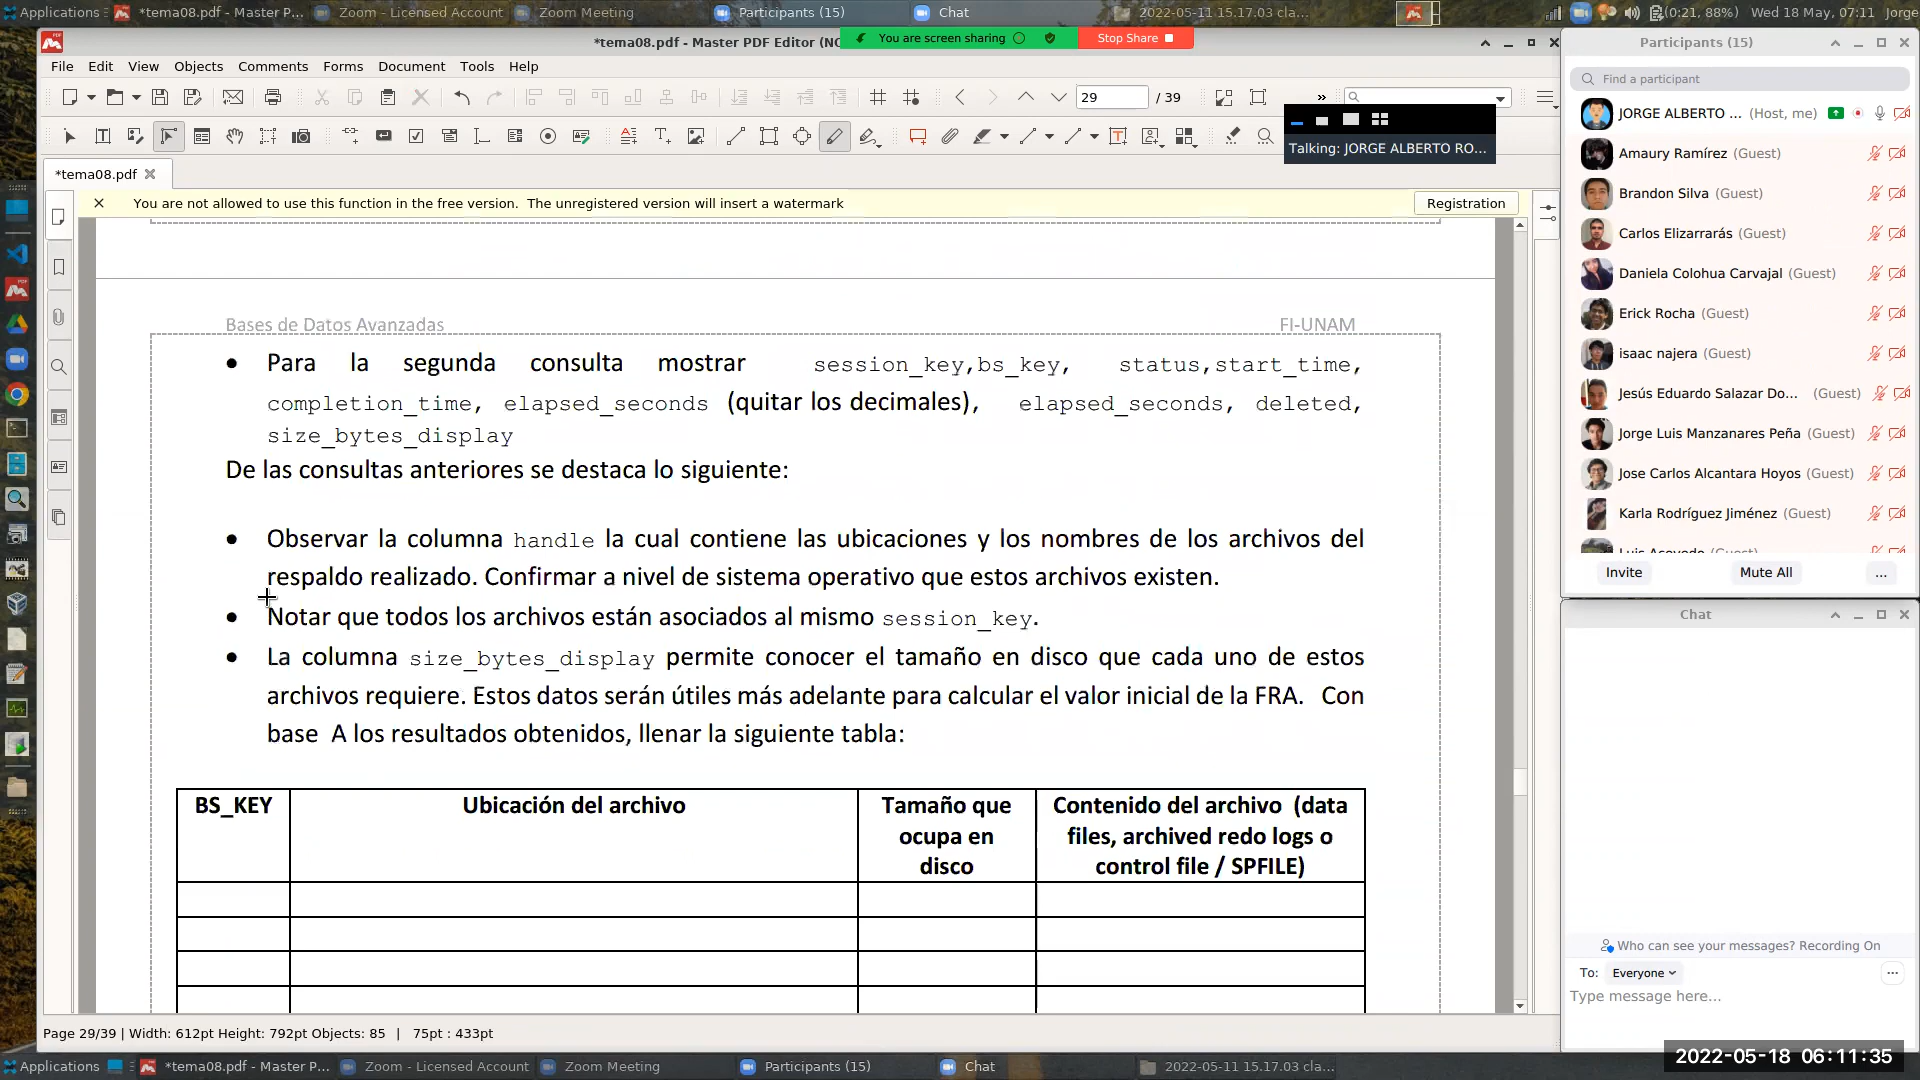 Applications
*tema08.pdf - Master P...
Zoom - Licensed Account
Zoom Meeting
Participants (15)
Chat
2022-05-11 15.17.03 cla...
(0:21, 88%)
Wed 18 May, 07:11
Jorge
*tema08.pdf - Master PDF Editor (NO
You are screen sharing
Stop Share
File Edit View Objects Comments Forms Document Tools Help
29 / 39
Talking: JORGE ALBERTO RO...
*tema08.pdf
You are not allowed to use this function in the free version. The unregistered version will insert a watermark
Registration
Bases de Datos Avanzadas FI-UNAM
• Para la segunda consulta mostrar session_key,bs_key, status,start_time,
completion_time, elapsed_seconds (quitar los decimales), elapsed_seconds, deleted,
size_bytes_display
De las consultas anteriores se destaca lo siguiente:
• Observar la columna handle la cual contiene las ubicaciones y los nombres de los archivos del
respaldo realizado. Confirmar a nivel de sistema operativo que estos archivos existen.
• Notar que todos los archivos están asociados al mismo session_key.
• La columna size_bytes_display permite conocer el tamaño en disco que cada uno de estos
archivos requiere. Estos datos serán útiles más adelante para calcular el valor inicial de la FRA. Con
base A los resultados obtenidos, llenar la siguiente tabla:
BS_KEY
Ubicación del archivo
Tamaño que
ocupa en
disco
Contenido del archivo (data
files, archived redo logs o
control file / SPFILE)
Page 29/39 | Width: 612pt Height: 792pt Objects: 85 | 75pt : 433pt
Participants (15)
Find a participant
JORGE ALBERTO ... (Host, me)
Amaury Ramírez (Guest)
Brandon Silva (Guest)
Carlos Elizarrarás (Guest)
Daniela Colohua Carvajal (Guest)
Erick Rocha (Guest)
isaac najera (Guest)
Jesús Eduardo Salazar Do... (Guest)
Jorge Luis Manzanares Peña (Guest)
Jose Carlos Alcantara Hoyos (Guest)
Karla Rodríguez Jiménez (Guest)
Luis Acevedo (Guest)
Invite
Mute All
...
Chat
Who can see your messages? Recording On
To: Everyone
Type message here...
Applications
*tema08.pdf - Master P...
Zoom - Licensed Account
Zoom Meeting
Participants (15)
Chat
2022-05-11 15.17.03 cla...
2022-05-18 06:11:35